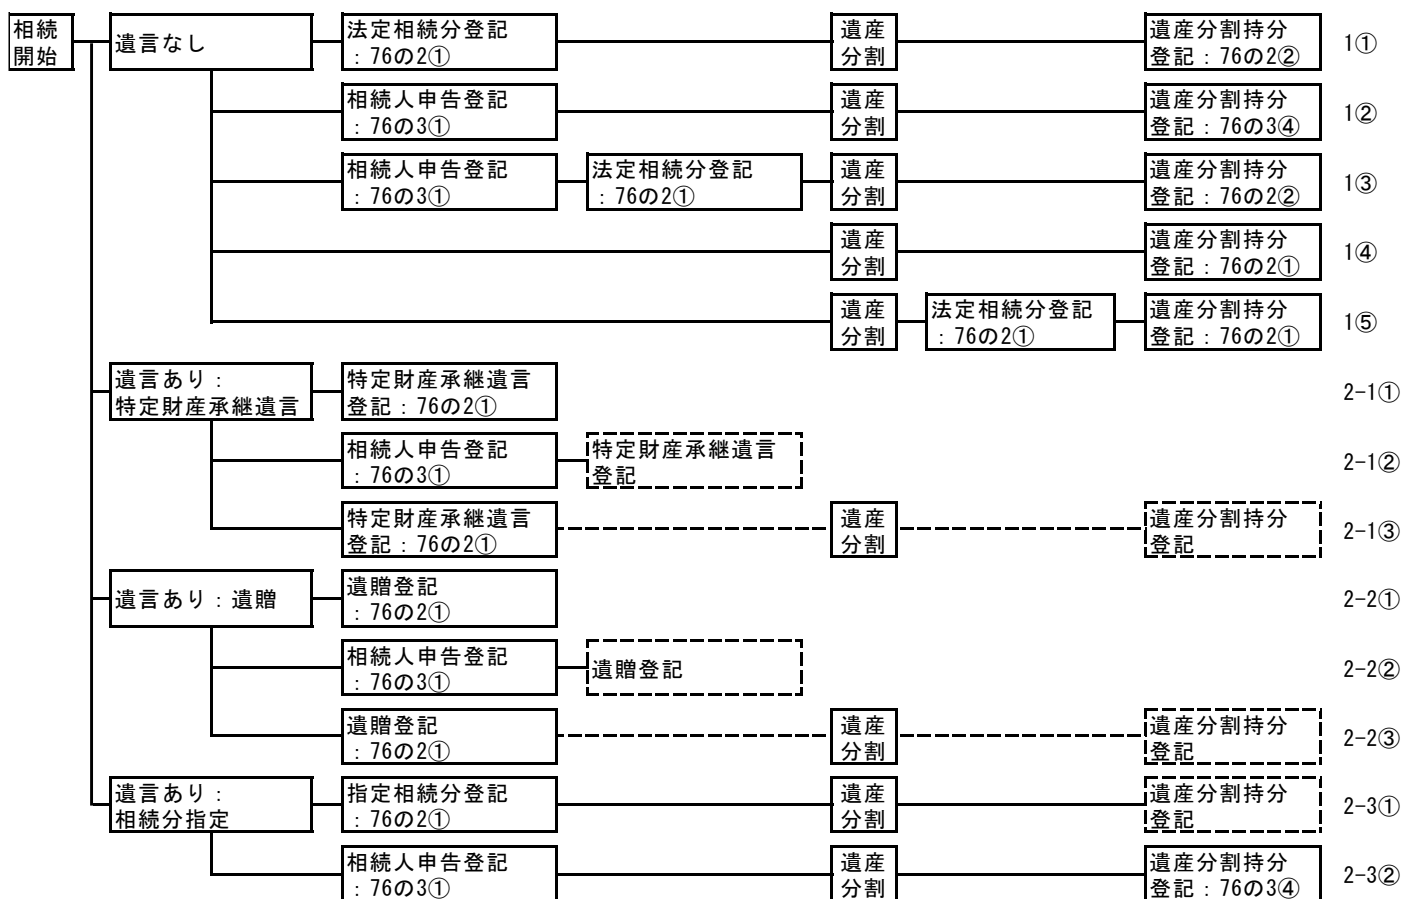 相続
開始
遺言なし
法定相続分登記
：76の2①
遺産
分割
遺産分割持分
登記：76の2②
1①
相続人申告登記
：76の3①
遺産
分割
遺産分割持分
登記：76の3④
1②
相続人申告登記
：76の3①
法定相続分登記
：76の2①
遺産
分割
遺産分割持分
登記：76の2②
1③
遺産
分割
遺産分割持分
登記：76の2①
1④
遺産
分割
法定相続分登記
：76の2①
遺産分割持分
登記：76の2①
1⑤
遺言あり：
特定財産承継遺言
特定財産承継遺言
登記：76の2①
2-1①
相続人申告登記
：76の3①
特定財産承継遺言
登記
2-1②
特定財産承継遺言
登記：76の2①
遺産
分割
遺産分割持分
登記
2-1③
遺言あり：遺贈
遺贈登記
：76の2①
2-2①
相続人申告登記
：76の3①
遺贈登記
2-2②
遺贈登記
：76の2①
遺産
分割
遺産分割持分
登記
2-2③
遺言あり：
相続分指定
指定相続分登記
：76の2①
遺産
分割
遺産分割持分
登記
2-3①
相続人申告登記
：76の3①
遺産
分割
遺産分割持分
登記：76の3④
2-3②